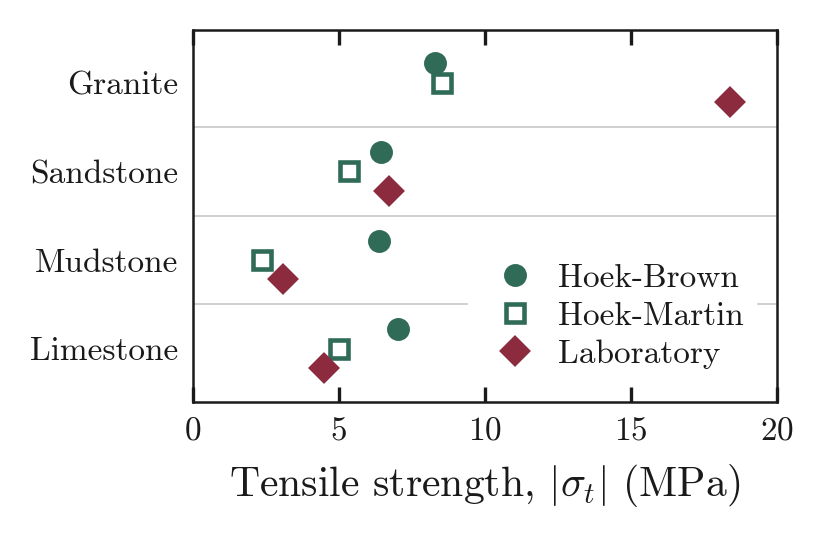 Granite
Sandstone
Mudstone
Limestone
Hoek-Brown
Hoek-Martin
Laboratory
0 5 10 15 20
Tensile strength, |σₜ| (MPa)